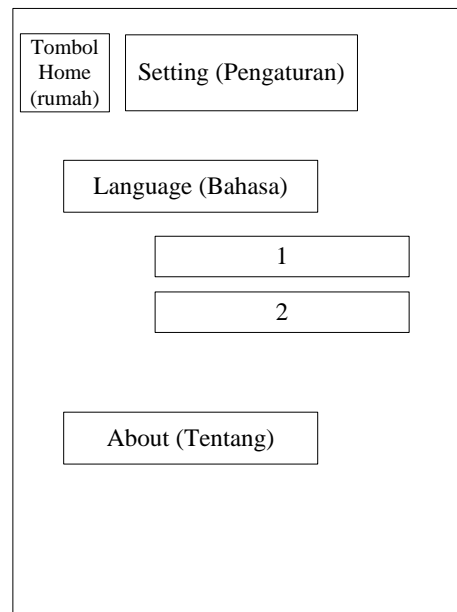 Tombol
Home
(rumah)
Setting (Pengaturan)
Language (Bahasa)
1
2
About (Tentang)